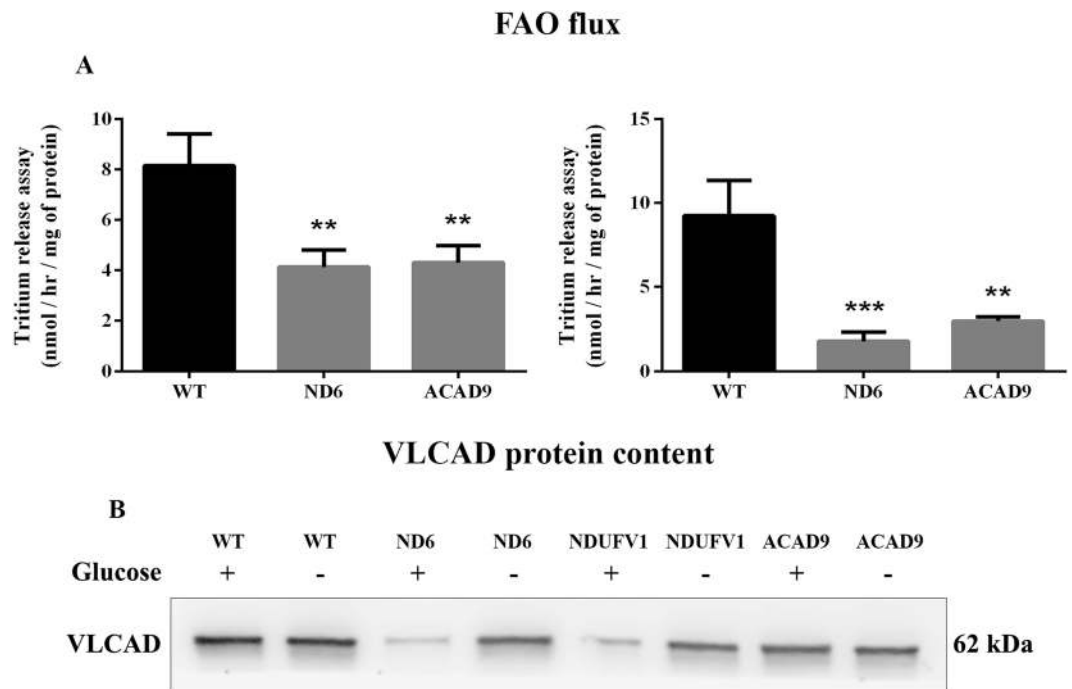 FAO flux
A
Tritium release assay
(nmol / hr / mg of protein)
10
8
6
4
2
0
**
**
WT ND6 ACAD9
Tritium release assay
(nmol / hr / mg of protein)
15
10
5
0
***
**
WT ND6 ACAD9
VLCAD protein content
B
WT WT ND6 ND6 NDUFV1 NDUFV1 ACAD9 ACAD9
Glucose + - + - + - + -
VLCAD 62 kDa